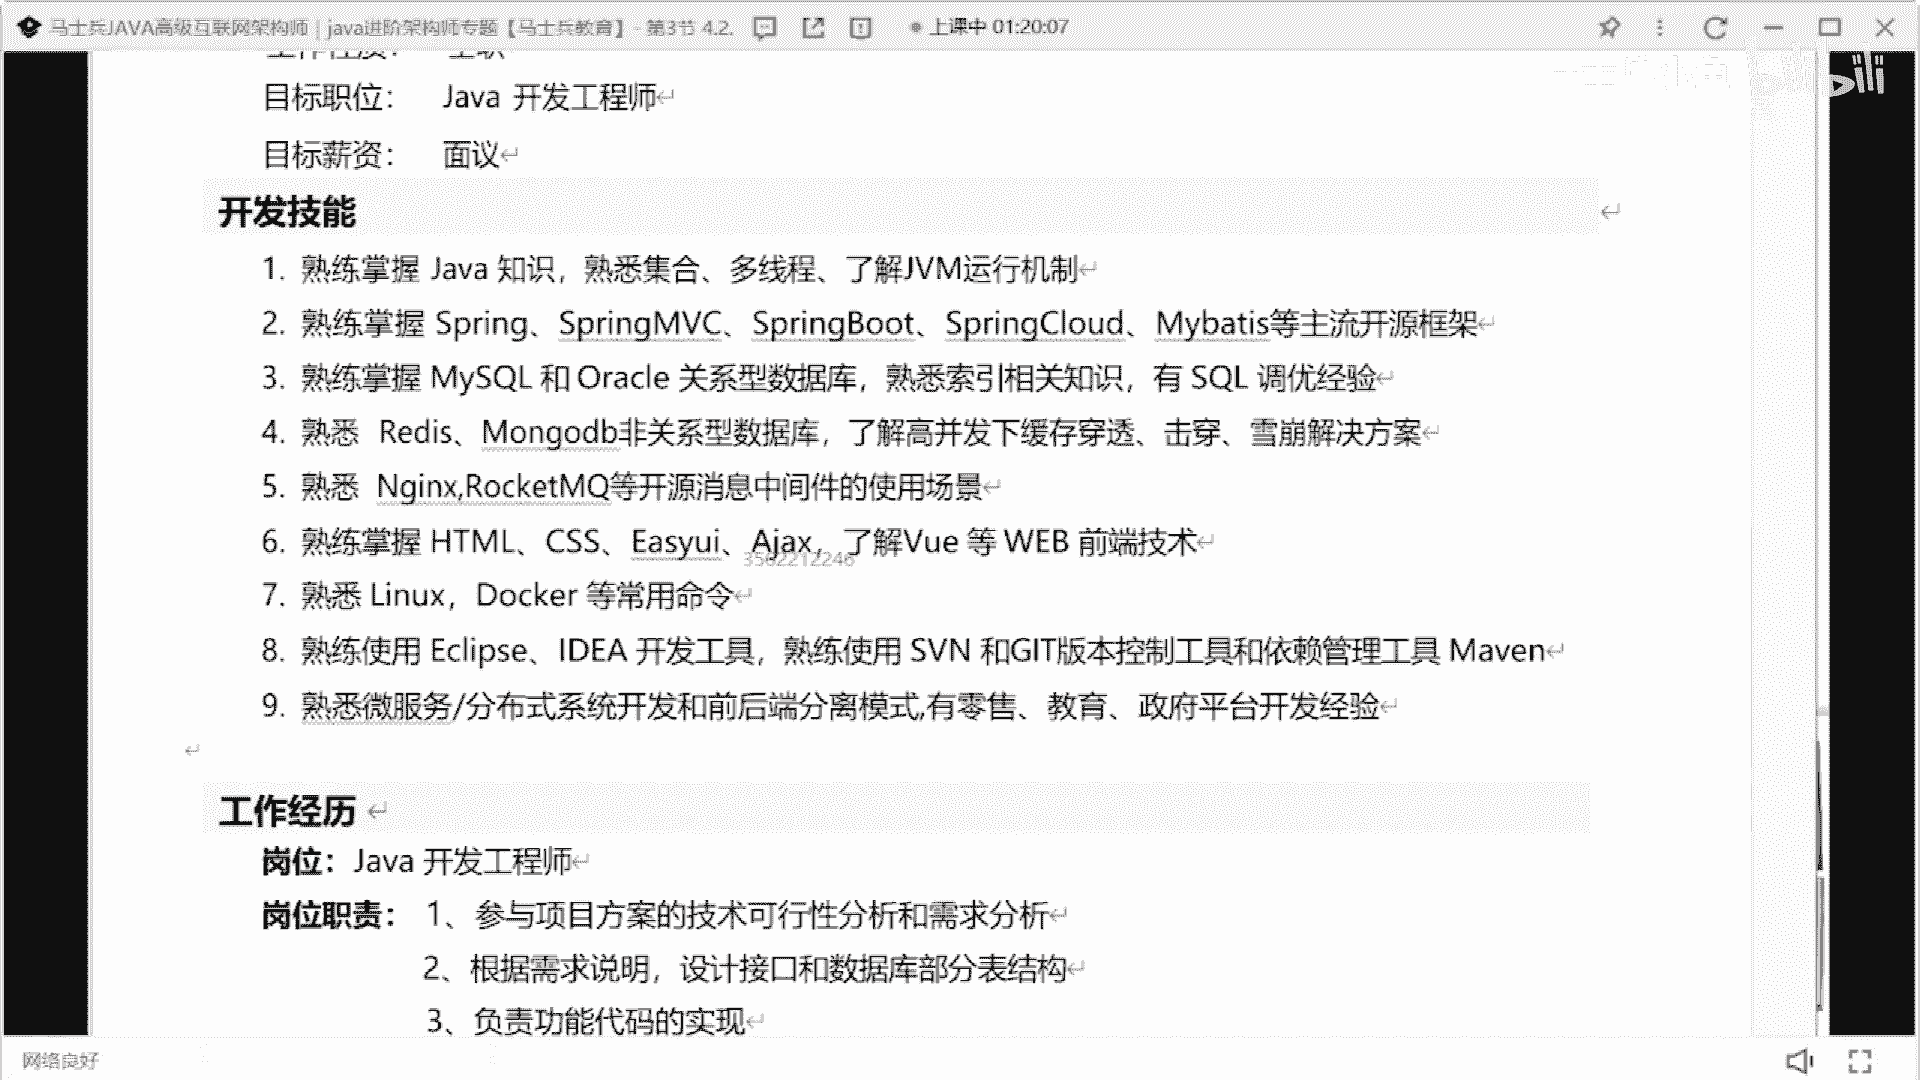 马士兵JAVA高级互联网架构师｜java进阶架构师专题【马士兵教育】- 第3节 4.2. 上课中 01:20:07
目标职位： Java 开发工程师
目标薪资： 面议
开发技能
1. 熟练掌握 Java 知识，熟悉集合、多线程、了解JVM运行机制
2. 熟练掌握 Spring、SpringMVC、SpringBoot、SpringCloud、Mybatis等主流开源框架
3. 熟练掌握 MySQL 和 Oracle 关系型数据库，熟悉索引相关知识，有 SQL 调优经验
4. 熟悉 Redis、Mongodb非关系型数据库，了解高并发下缓存穿透、击穿、雪崩解决方案
5. 熟悉 Nginx,RocketMQ等开源消息中间件的使用场景
6. 熟练掌握 HTML、CSS、Easyui、Ajax，了解Vue 等 WEB 前端技术
3502212246
7. 熟悉 Linux，Docker 等常用命令
8. 熟练使用 Eclipse、IDEA 开发工具，熟练使用 SVN 和GIT版本控制工具和依赖管理工具 Maven
9. 熟悉微服务/分布式系统开发和前后端分离模式,有零售、教育、政府平台开发经验
工作经历
岗位：Java 开发工程师
岗位职责： 1、参与项目方案的技术可行性分析和需求分析
2、根据需求说明，设计接口和数据库部分表结构
3、负责功能代码的实现
网络良好